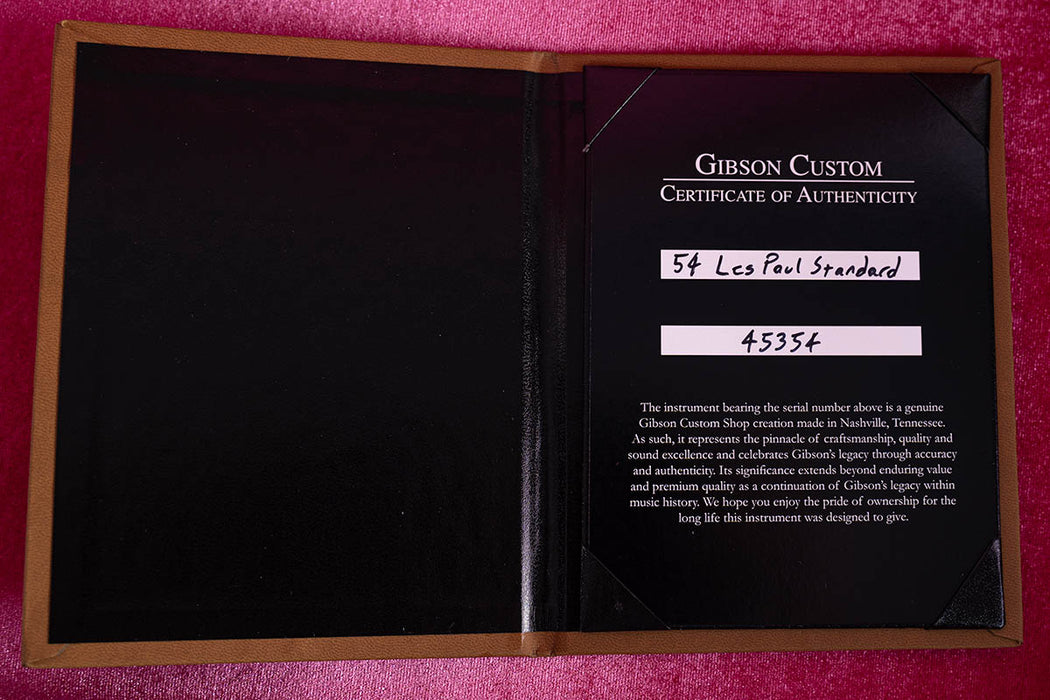 GIBSON CUSTOM
CERTIFICATE OF AUTHENTICITY
54 Les Paul Standard
45354
The instrument bearing the serial number above is a genuine
Gibson Custom Shop creation made in Nashville, Tennessee.
As such, it represents the pinnacle of craftsmanship, quality and
sound excellence and celebrates Gibson's legacy through accuracy
and authenticity. Its significance extends beyond enduring value
and premium quality as a continuation of Gibson's legacy within
music history. We hope you enjoy the pride of ownership for the
long life this instrument was designed to give.